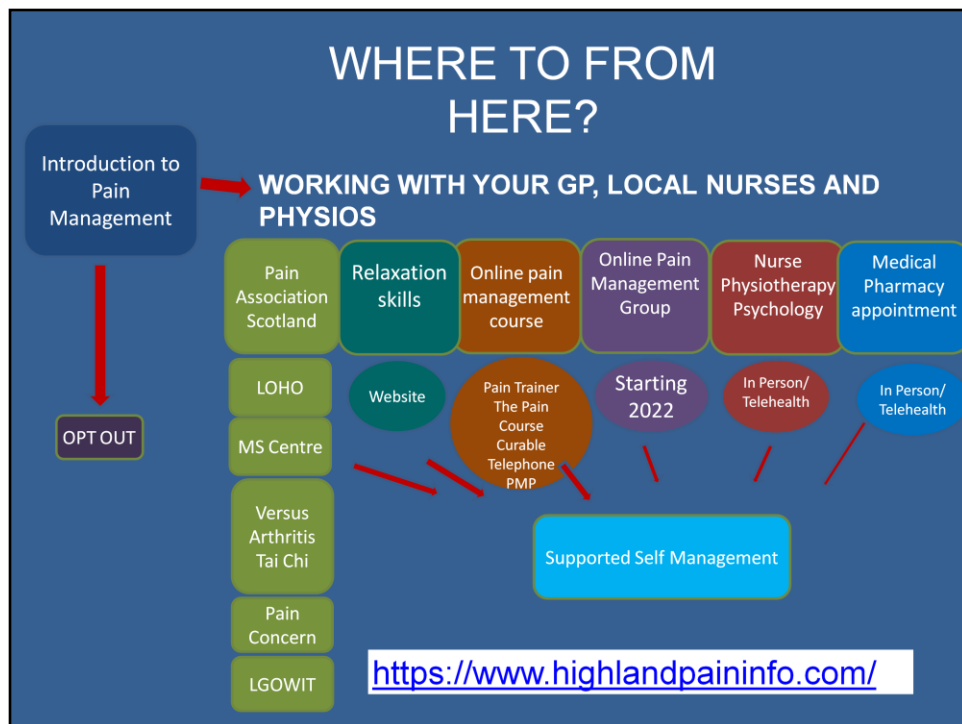 WHERE TO FROM
HERE?
Introduction to
Pain
Management
WORKING WITH YOUR GP, LOCAL NURSES AND
PHYSIOS
OPT OUT
Pain
Association
Scotland
Relaxation
skills
Online pain
management
course
Online Pain
Management
Group
Nurse
Physiotherapy
Psychology
Medical
Pharmacy
appointment
LOHO
Website
Pain Trainer
The Pain
Course
Curable
Telephone
PMP
Starting
2022
In Person/
Telehealth
In Person/
Telehealth
MS Centre
Versus
Arthritis
Tai Chi
Supported Self Management
Pain
Concern
LGOWIT
https://www.highlandpaininfo.com/